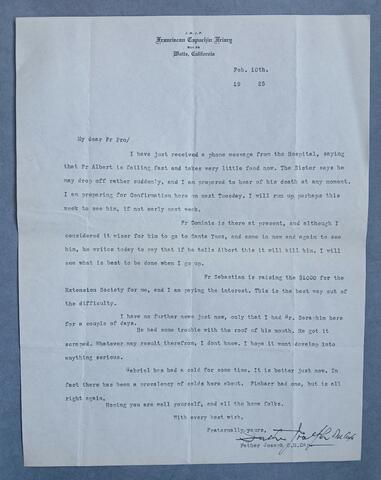 J.M.J.F.
Franciscan Capuchin Friary
Box 34
Watts, California
Feb. 10th.
19 25
My dear Fr Pro/
I have just received a phone message from the Hospital, saying
that Fr Albert is failing fast and takes very little food now. The Sister says he
may drop off rather suddenly, and I am prepared to hear of his death at any moment.
I am preparing for Confirmation here on next Tuesday. I will run up perhaps this
week to see him, if not early next week.
Fr Dominic is there at present, and although I
considered it wiser for him to go to Santa Ynez, and come in now and again to see
him, he writes today to say that if he tells Albert this it will kill him. I will
see what is best to be done when I go up.
Fr Sebastian is raising the $1000 for the
Extension Society for me, and I am paying the interest. This is the best way out of
the difficulty.
I have no further news just now, only that I had Fr. Seraphin here
for a couple of days.
He had some trouble with the roof of his mouth. He got it
scraped. Whatever may result therefrom, I dont know. I hope it wont develop into
anything serious.
Gabriel has had a cold for some time. It is better just now. In
fact there has been a prevalency of colds here about. Finbarr had one, but is all
right again.
Hoping you are well yourself, and all the home folks.
With every best wish,
Fraternally, yours,
Father Joseph
Father Joseph